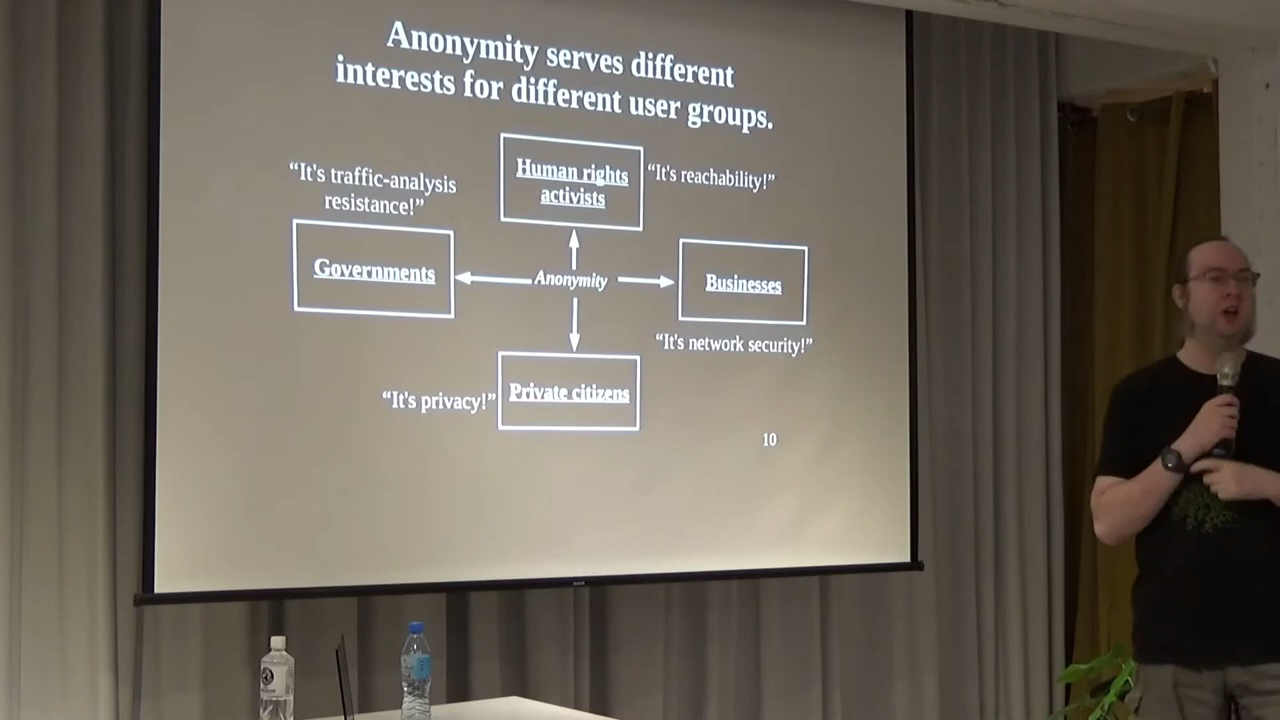 Anonymity serves different
interests for different user groups.
“It's traffic-analysis
resistance!”
Human rights
activists
“It's reachability!”
Governments
Anonymity
Businesses
“It's network security!”
“It's privacy!”
Private citizens
10